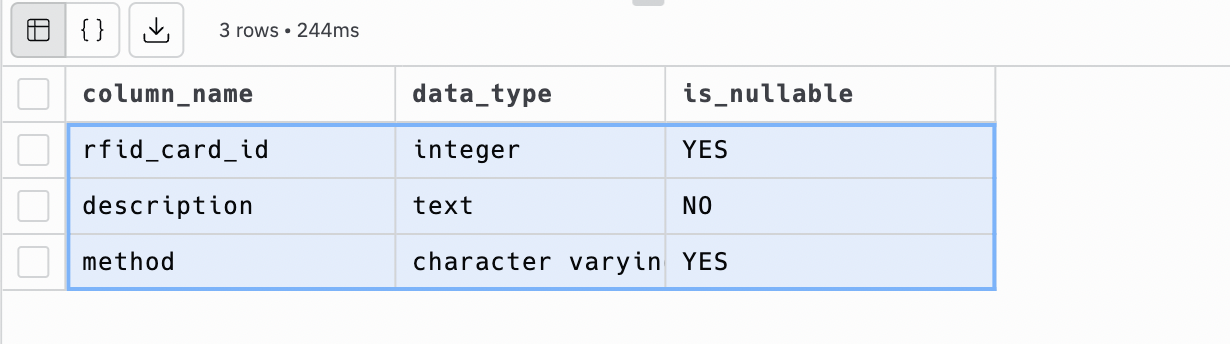 { } 3 rows • 244ms
column_name data_type is_nullable
rfid_card_id integer YES
description text NO
method character varyin YES